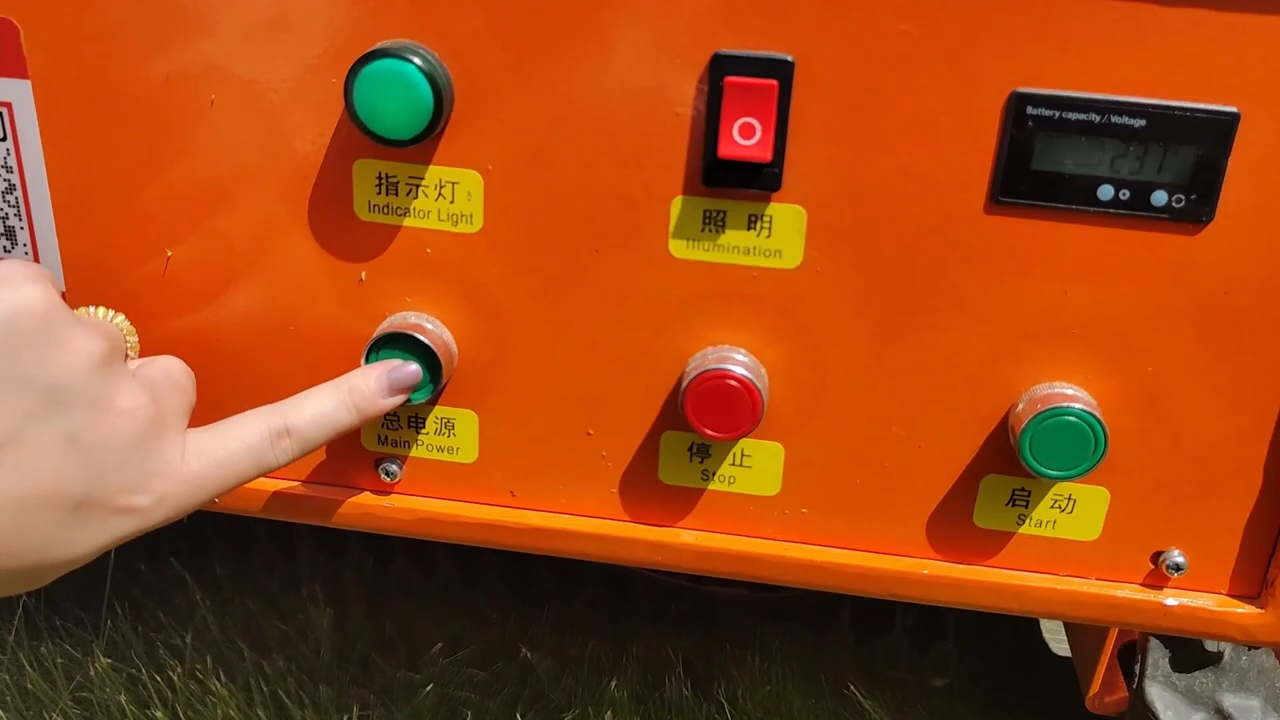 Battery capacity / Voltage
指示灯
Indicator Light
照 明
Illumination
总电源
Main Power
停 止
Stop
启 动
Start